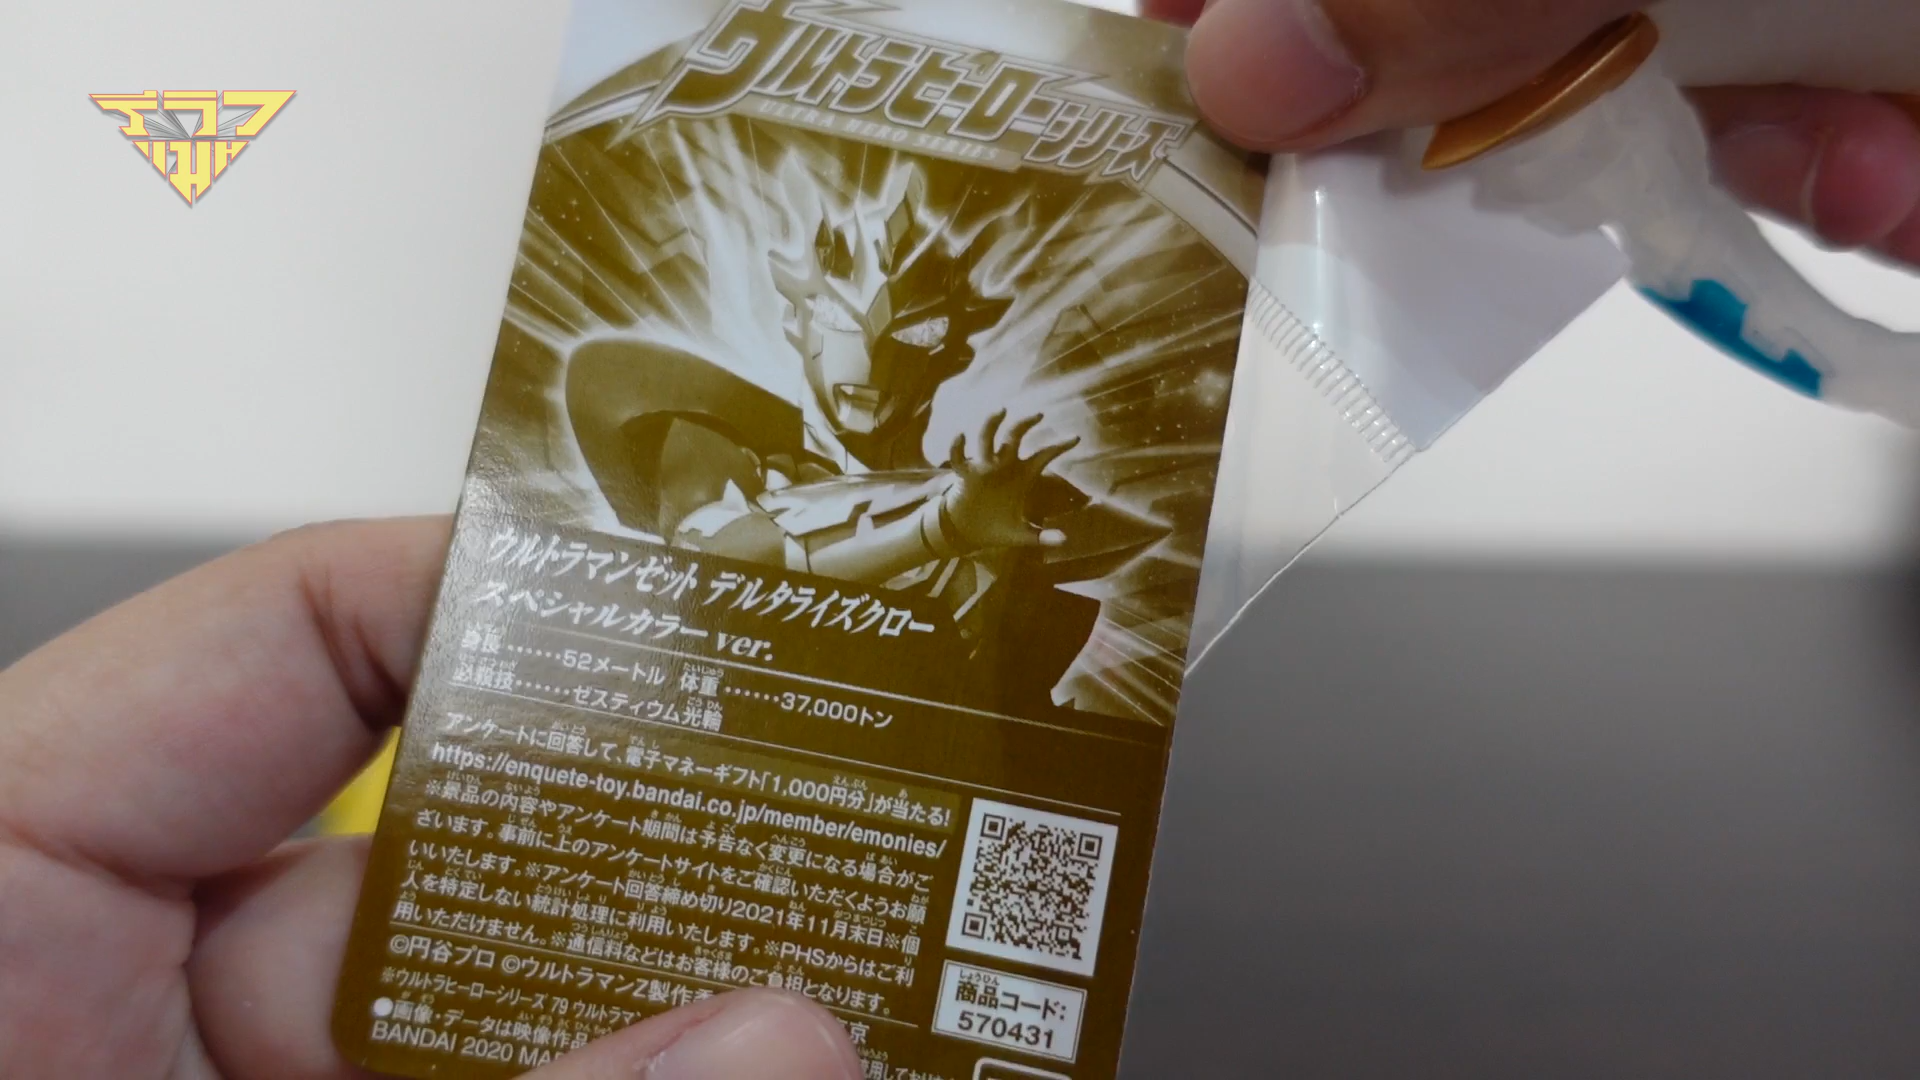 ウルトラヒーローシリーズ
ULTRA HERO SERIES
ウルトラマンゼット デルタライズクロー
スペシャルカラー ver.
身長……52メートル 体重……37,000トン
必殺技……ゼスティウム光輪
アンケートに回答して、電子マネーギフト「1,000円分」が当たる!
https://enquete-toy.bandai.co.jp/member/emonies/
※景品の内容やアンケート期間は予告なく変更になる場合がご
ざいます。事前に上のアンケートサイトをご確認いただくようお願
いいたします。※アンケート回答締め切り2021年11月末日※個
人を特定しない統計処理に利用いたします。※PHSからはご利
用いただけません。※通信料などはお客様のご負担となります。
©円谷プロ ©ウルトラマンZ製作
※ウルトラヒーローシリーズ 79 ウルトラマン
●画像・データは映像作品
BANDAI 2020 MA
商品コード:
570431